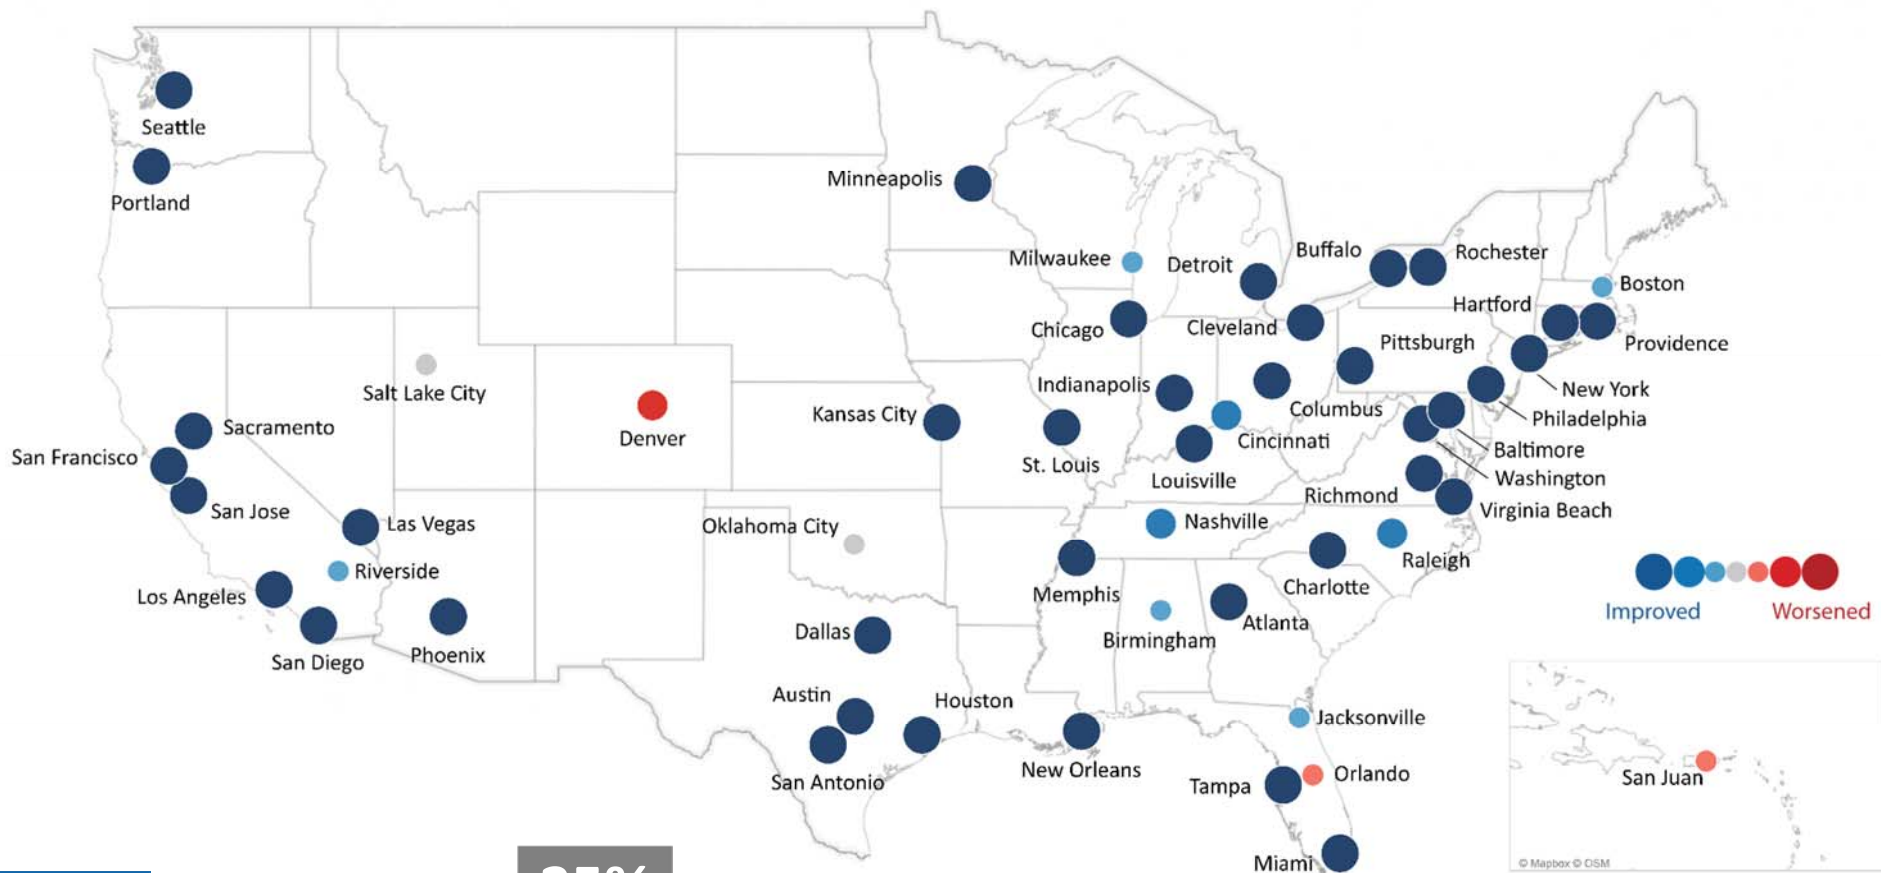 Seattle
Portland
Minneapolis
Milwaukee
Detroit
Buffalo
Rochester
Boston
Hartford
Chicago
Cleveland
Pittsburgh
Providence
Salt Lake City
Denver
Indianapolis
Columbus
New York
Philadelphia
Sacramento
Kansas City
St. Louis
Cincinnati
Louisville
Baltimore
Washington
San Francisco
San Jose
Las Vegas
Oklahoma City
Nashville
Richmond
Virginia Beach
Riverside
Raleigh
Los Angeles
Memphis
Charlotte
San Diego
Phoenix
Dallas
Birmingham
Atlanta
Improved
Worsened
Austin
Houston
Jacksonville
San Antonio
New Orleans
Tampa
Orlando
San Juan
Miami
© Mapbox © OSM